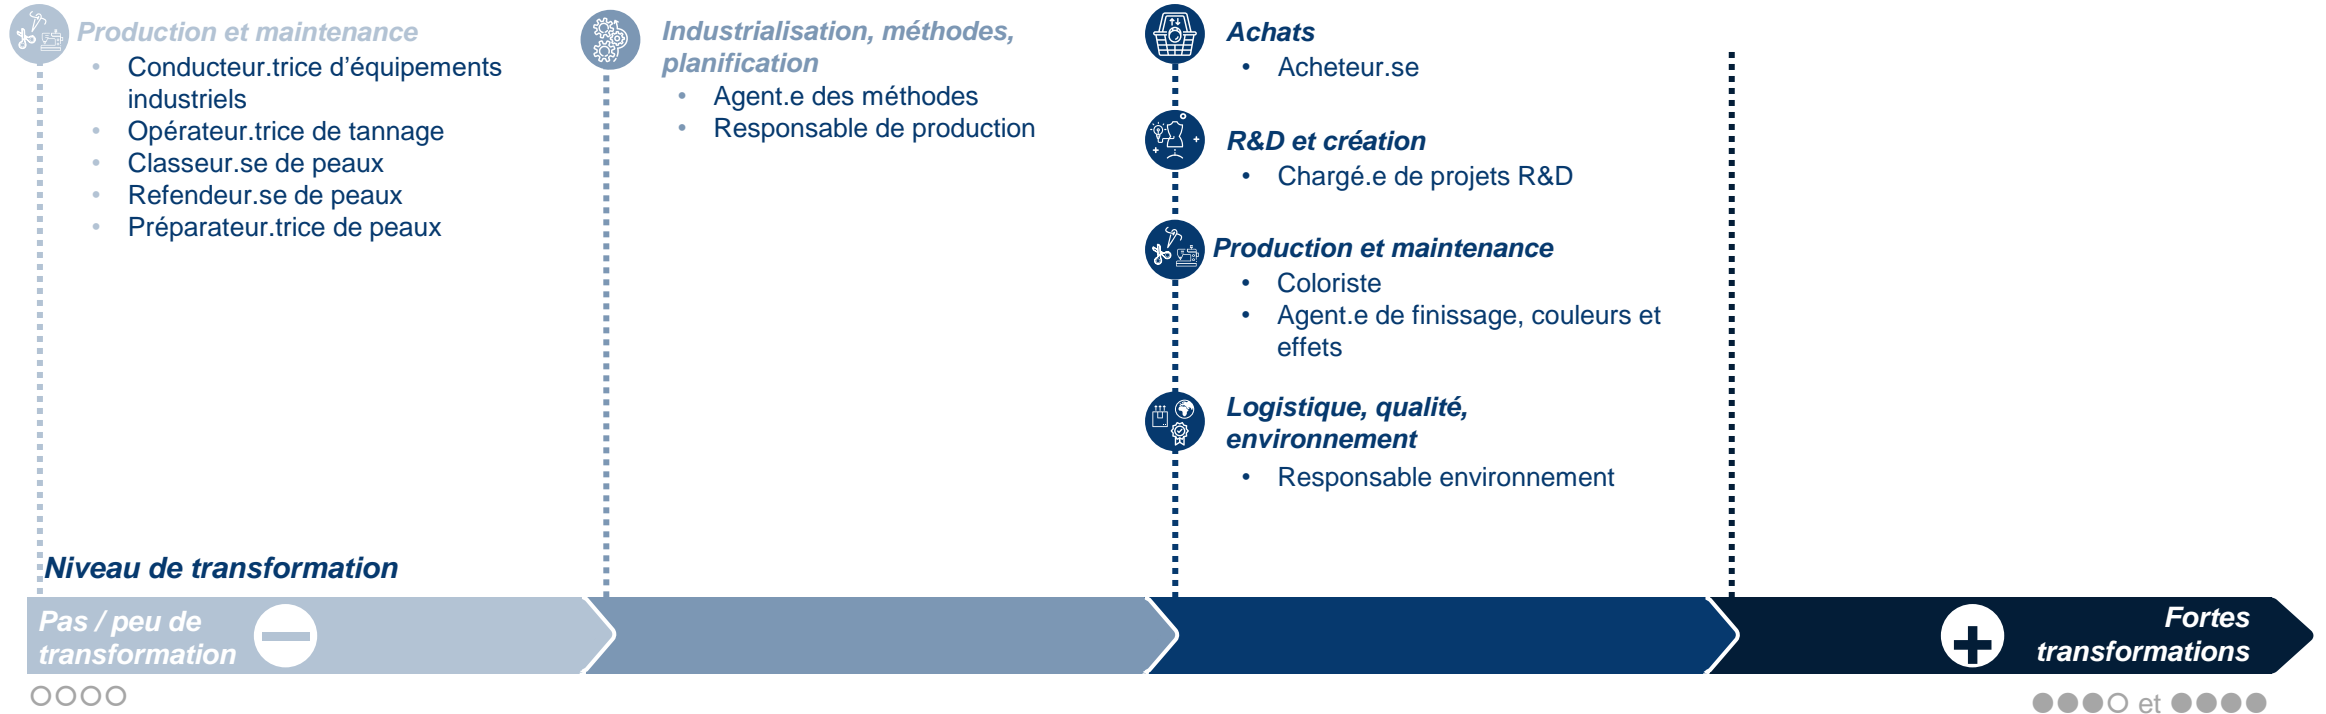 Production et maintenance
• Conducteur.trice d’équipements
industriels
• Opérateur.trice de tannage
• Classeur.se de peaux
• Refendeur.se de peaux
• Préparateur.trice de peaux
Industrialisation, méthodes,
planification
• Agent.e des méthodes
• Responsable de production
Achats
• Acheteur.se
R&D et création
• Chargé.e de projets R&D
Production et maintenance
• Coloriste
• Agent.e de finissage, couleurs et
effets
Logistique, qualité,
environnement
• Responsable environnement
Niveau de transformation
Pas / peu de
transformation
Fortes
transformations
et